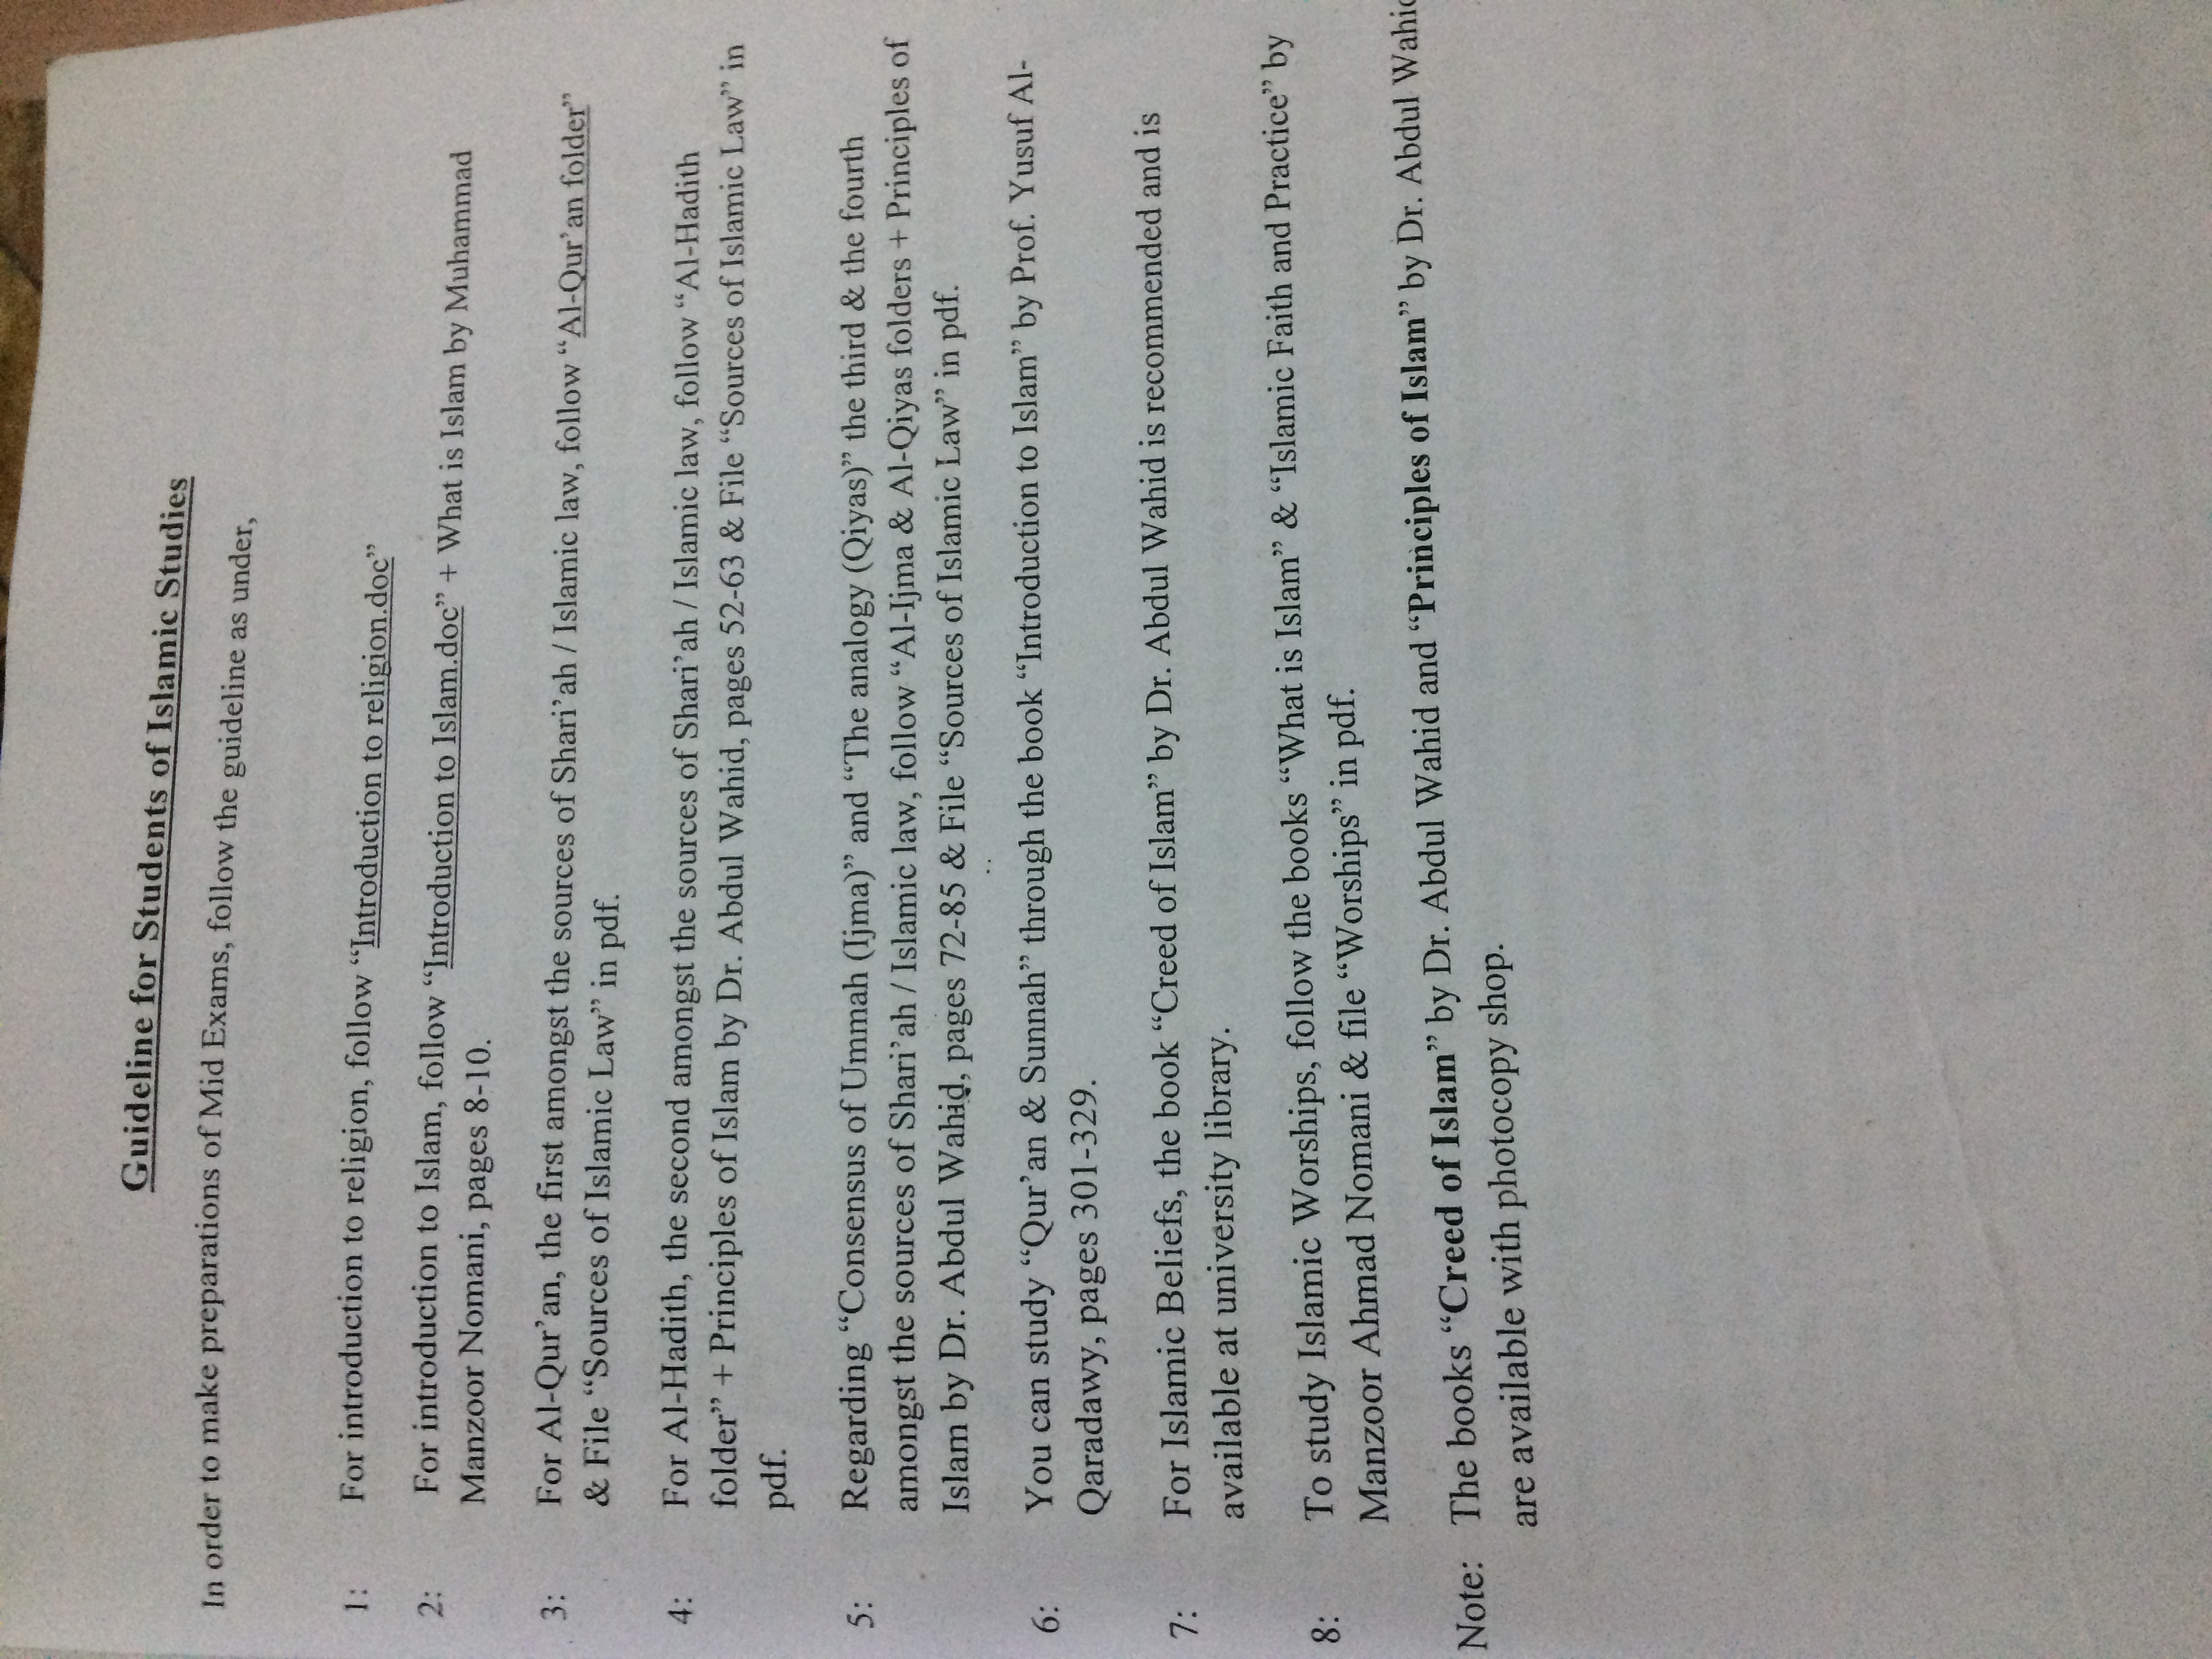 Guideline for Students of Islamic Studies
In order to make preparations of Mid Exams, follow the guideline as under,
1: For introduction to religion, follow “Introduction to religion.doc”
2: For introduction to Islam, follow “Introduction to Islam.doc” + What is Islam by Muhammad
Manzoor Nomani, pages 8-10.
3: For Al-Qur’an, the first amongst the sources of Shari’ah / Islamic law, follow “Al-Qur’an folder”
& File “Sources of Islamic Law” in pdf.
4: For Al-Hadith, the second amongst the sources of Shari’ah / Islamic law, follow “Al-Hadith
folder” + Principles of Islam by Dr. Abdul Wahid, pages 52-63 & File “Sources of Islamic Law” in
pdf.
5: Regarding “Consensus of Ummah (Ijma)” and “The analogy (Qiyas)” the third & the fourth
amongst the sources of Shari’ah / Islamic law, follow “Al-Ijma & Al-Qiyas folders + Principles of
Islam by Dr. Abdul Wahid, pages 72-85 & File “Sources of Islamic Law” in pdf.
6: You can study “Qur’an & Sunnah” through the book “Introduction to Islam” by Prof. Yusuf Al-
Qaradawy, pages 301-329.
7: For Islamic Beliefs, the book “Creed of Islam” by Dr. Abdul Wahid is recommended and is
available at university library.
8: To study Islamic Worships, follow the books “What is Islam” & “Islamic Faith and Practice” by
Manzoor Ahmad Nomani & file “Worships” in pdf.
Note: The books “Creed of Islam” by Dr. Abdul Wahid and “Principles of Islam” by Dr. Abdul Wahid
are available with photocopy shop.